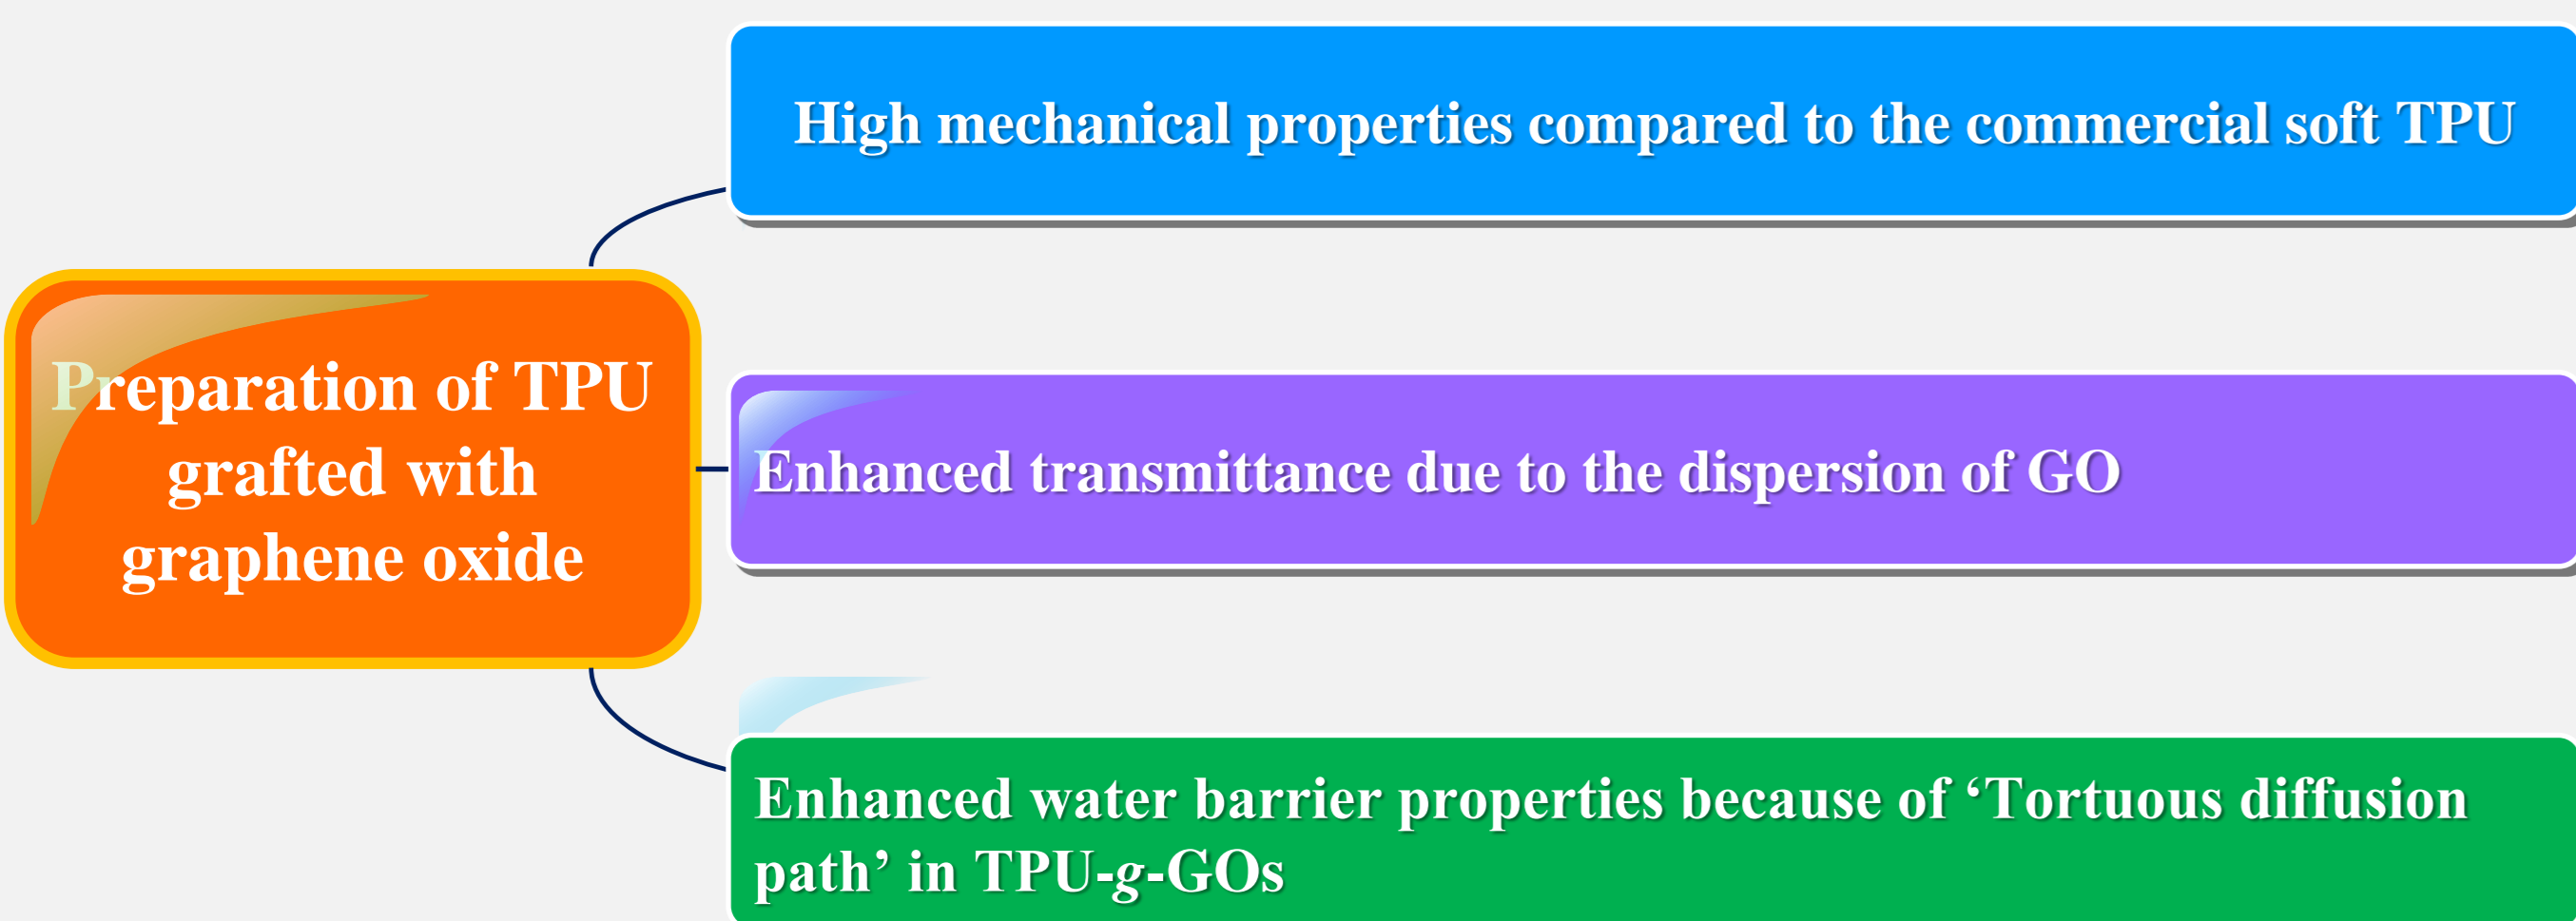 Preparation of TPU
grafted with
graphene oxide
High mechanical properties compared to the commercial soft TPU
Enhanced transmittance due to the dispersion of GO
Enhanced water barrier properties because of ‘Tortuous diffusion
path’ in TPU-g-GOs